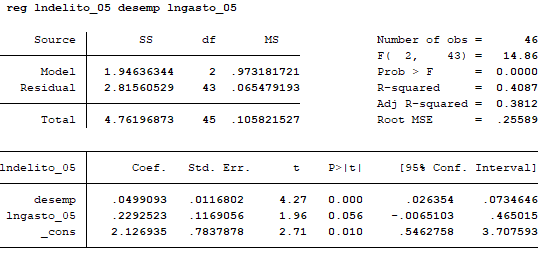 reg lndelito_05 desemp lngasto_05
Source SS df MS Number of obs = 46
F( 2, 43) = 14.86
Model 1.94636344 2 .973181721 Prob > F = 0.0000
Residual 2.81560529 43 .065479193 R-squared = 0.4087
Adj R-squared = 0.3812
Total 4.76196873 45 .105821527 Root MSE = .25589
lndelito_05 Coef. Std. Err. t P>|t| [95% Conf. Interval]
desemp .0499093 .0116802 4.27 0.000 .026354 .0734646
lngasto_05 .2292523 .1169056 1.96 0.056 -.0065103 .465015
_cons 2.126935 .7837878 2.71 0.010 .5462758 3.707593